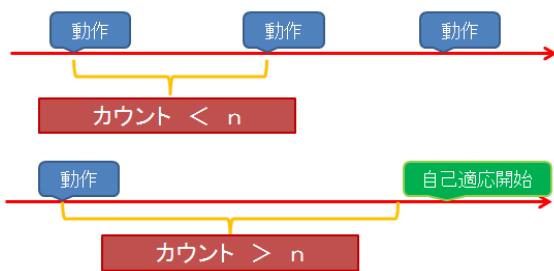 動作
動作
動作
カウント ＜ n
動作
自己適応開始
カウント ＞ n